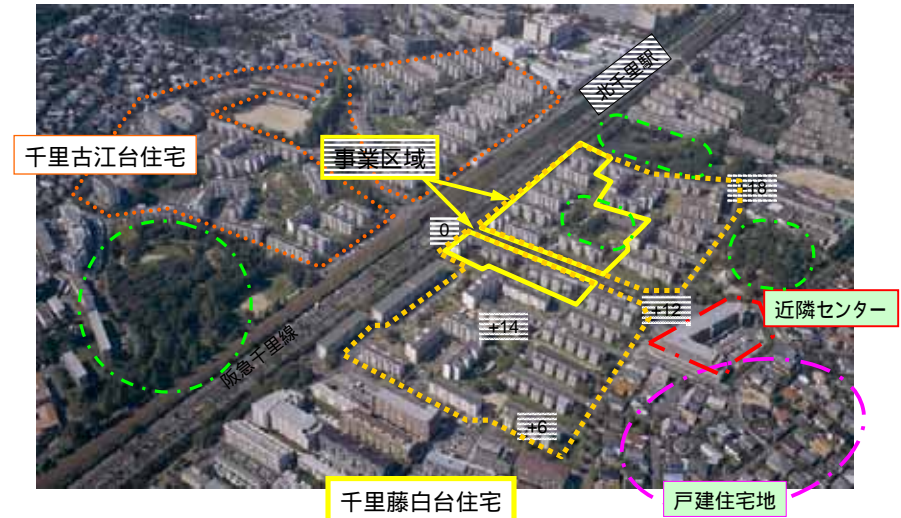 北千里駅
千里古江台住宅
事業区域
+18
0
+12
近隣センター
+14
阪急千里線
+6
千里藤白台住宅
戸建住宅地